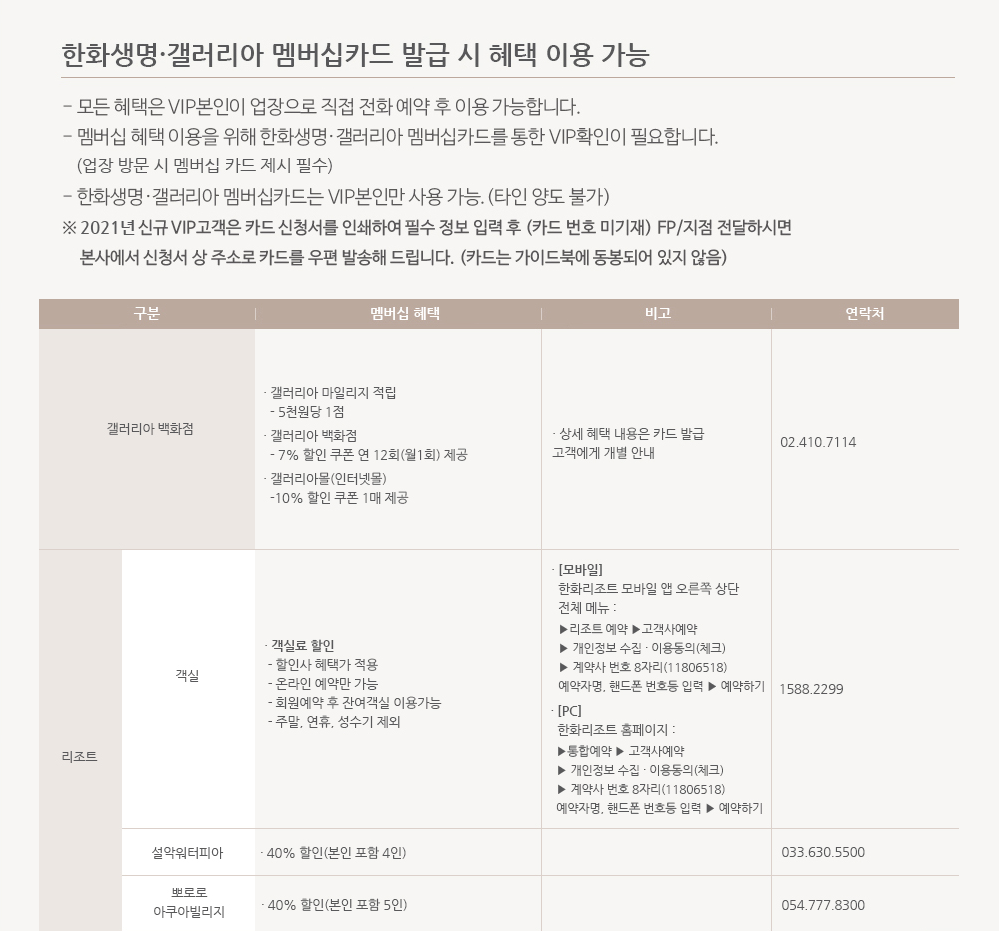 한화생명·갤러리아 멤버십카드 발급 시 혜택 이용 가능
- 모든 혜택은 VIP본인이 업장으로 직접 전화 예약 후 이용 가능합니다.
- 멤버십 혜택 이용을 위해 한화생명·갤러리아 멤버십카드를 통한 VIP확인이 필요합니다.
(업장 방문 시 멤버십 카드 제시 필수)
- 한화생명·갤러리아 멤버십카드는 VIP본인만 사용 가능. (타인 양도 불가)
※ 2021년 신규 VIP고객은 카드 신청서를 인쇄하여 필수 정보 입력 후 (카드 번호 미기재) FP/지점 전달하시면
본사에서 신청서 상 주소로 카드를 우편 발송해 드립니다. (카드는 가이드북에 동봉되어 있지 않음)
구분 멤버십 혜택 비고 연락처
갤러리아 백화점
· 갤러리아 마일리지 적립
- 5천원당 1점
· 갤러리아 백화점
- 7% 할인 쿠폰 연 12회(월1회) 제공
· 갤러리아몰(인터넷몰)
-10% 할인 쿠폰 1매 제공
· 상세 혜택 내용은 카드 발급
고객에게 개별 안내
02.410.7114
리조트
객실
· 객실료 할인
- 할인사 혜택가 적용
- 온라인 예약만 가능
- 회원예약 후 잔여객실 이용가능
- 주말, 연휴, 성수기 제외
· [모바일]
한화리조트 모바일 앱 오른쪽 상단
전체 메뉴 :
▶리조트 예약 ▶고객사예약
▶ 개인정보 수집 · 이용동의(체크)
▶ 계약사 번호 8자리(11806518)
예약자명, 핸드폰 번호등 입력 ▶ 예약하기
· [PC]
한화리조트 홈페이지 :
▶통합예약 ▶ 고객사예약
▶ 개인정보 수집 · 이용동의(체크)
▶ 계약사 번호 8자리(11806518)
예약자명, 핸드폰 번호등 입력 ▶ 예약하기
1588.2299
설악워터피아 · 40% 할인(본인 포함 4인) 033.630.5500
뽀로로
아쿠아빌리지
· 40% 할인(본인 포함 5인) 054.777.8300